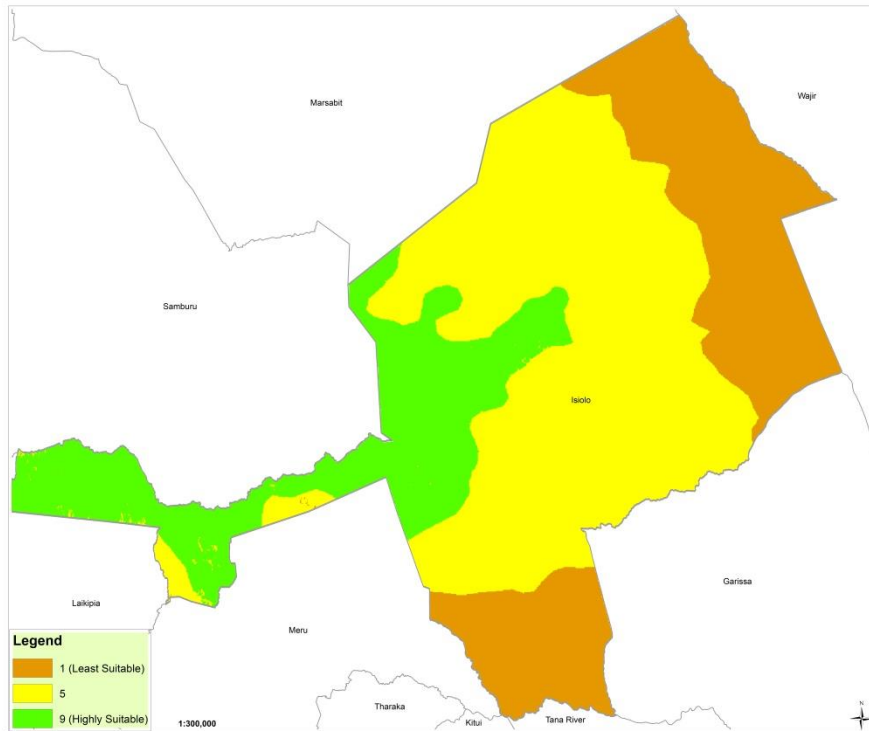 Marsabit
Wajir
Samburu
Isiolo
Garissa
Laikipia
Meru
Legend
1 (Least Suitable)
5
9 (Highly Suitable)
1:300,000
Tharaka
Kitui
Tana River
N